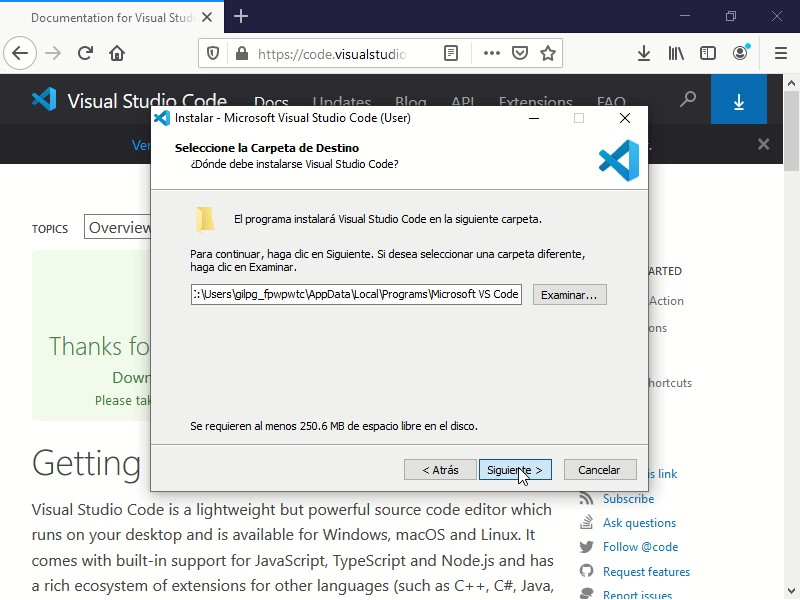 Documentation for Visual Stud
https://code.visualstudio
Visual Studio Code Docs Updates Blog API Extensions FAQ
Ver
Instalar - Microsoft Visual Studio Code (User)
Seleccione la Carpeta de Destino
¿Dónde debe instalarse Visual Studio Code?
El programa instalará Visual Studio Code en la siguiente carpeta.
Para continuar, haga clic en Siguiente. Si desea seleccionar una carpeta diferente,
haga clic en Examinar.
:\Users\gilpg_fpwpwtc\AppData\Local\Programs\Microsoft VS Code
Examinar...
Se requieren al menos 250.6 MB de espacio libre en el disco.
< Atrás Siguiente > Cancelar
TOPICS Overview
Thanks fo
Down
Please tak
ARTED
Action
ons
hortcuts
is link
Subscribe
Ask questions
Follow @code
Request features
Report issues
Getting
Visual Studio Code is a lightweight but powerful source code editor which
runs on your desktop and is available for Windows, macOS and Linux. It
comes with built-in support for JavaScript, TypeScript and Node.js and has
a rich ecosystem of extensions for other languages (such as C++, C#, Java,